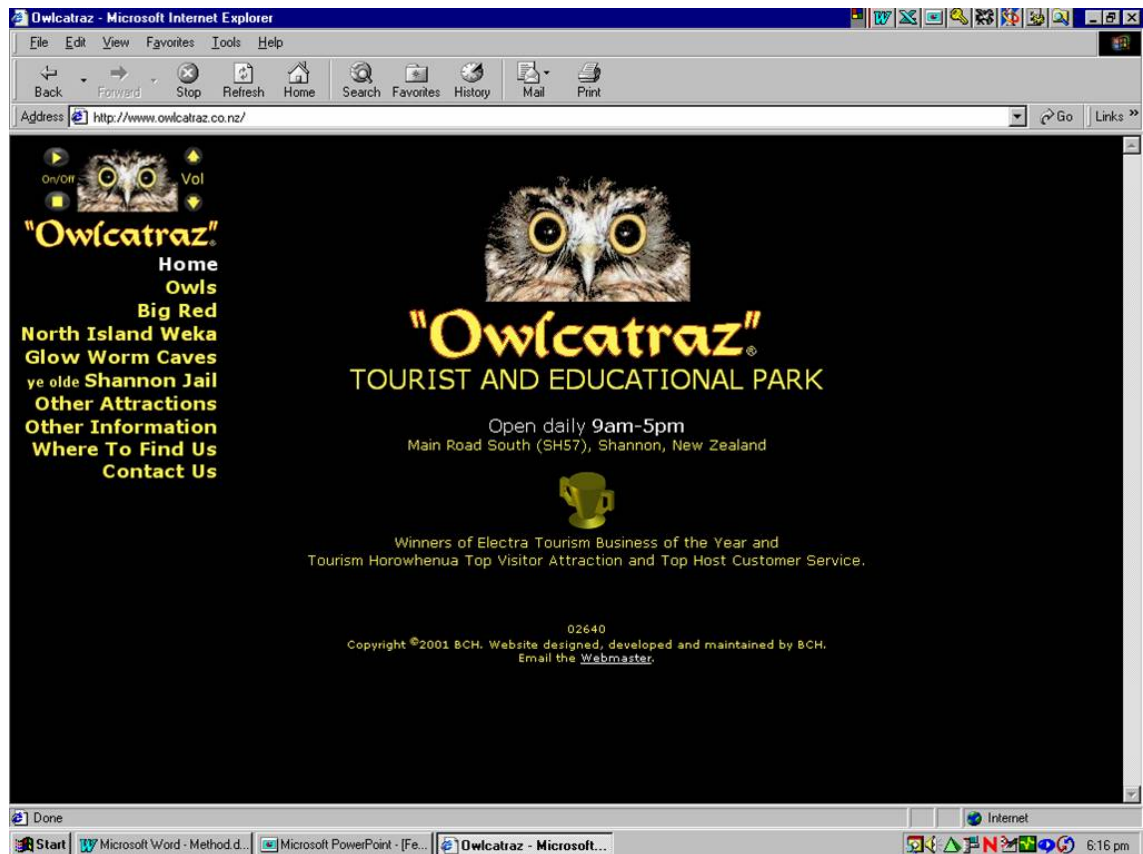 Owlcatraz - Microsoft Internet Explorer
File Edit View Favorites Tools Help
Back Forward Stop Refresh Home Search Favorites History Mail Print
Address http://www.owlcatraz.co.nz/ Go Links »
On/Off Vol
"Owlcatraz"®
Home
Owls
Big Red
North Island Weka
Glow Worm Caves
ye olde Shannon Jail
Other Attractions
Other Information
Where To Find Us
Contact Us
"Owlcatraz"®
TOURIST AND EDUCATIONAL PARK
Open daily 9am-5pm
Main Road South (SH57), Shannon, New Zealand
Winners of Electra Tourism Business of the Year and
Tourism Horowhenua Top Visitor Attraction and Top Host Customer Service.
02640
Copyright ©2001 BCH. Website designed, developed and maintained by BCH.
Email the Webmaster.
Done Internet
Start Microsoft Word - Method.d... Microsoft PowerPoint - [Fe... Owlcatraz - Microsoft... 6:16 pm